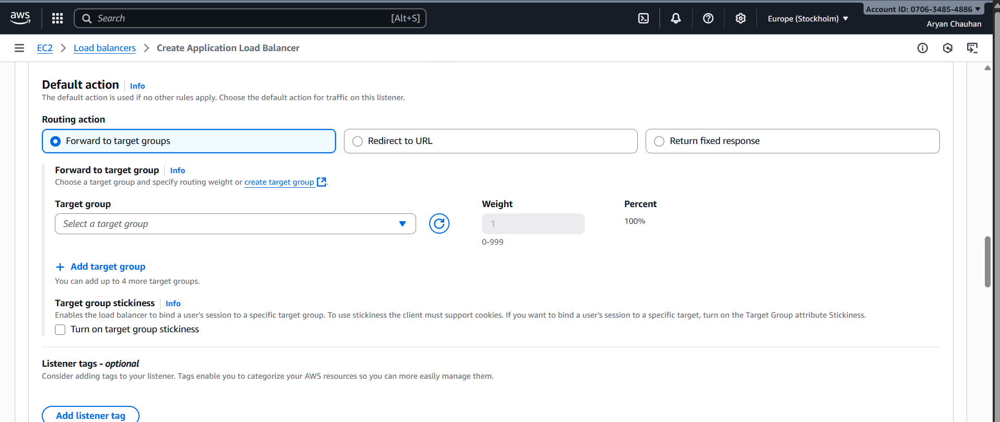 aws
Search [Alt+S]
Europe (Stockholm)
Account ID: 0706-3485-4886
Aryan Chauhan
EC2 > Load balancers > Create Application Load Balancer
Default action Info
The default action is used if no other rules apply. Choose the default action for traffic on this listener.
Routing action
Forward to target groups
Redirect to URL
Return fixed response
Forward to target group Info
Choose a target group and specify routing weight or create target group.
Target group Weight Percent
Select a target group 1 100%
0-999
Add target group
You can add up to 4 more target groups.
Target group stickiness Info
Enables the load balancer to bind a user's session to a specific target group. To use stickiness the client must support cookies. If you want to bind a user's session to a specific target, turn on the Target Group attribute Stickiness.
Turn on target group stickiness
Listener tags - optional
Consider adding tags to your listener. Tags enable you to categorize your AWS resources so you can more easily manage them.
Add listener tag